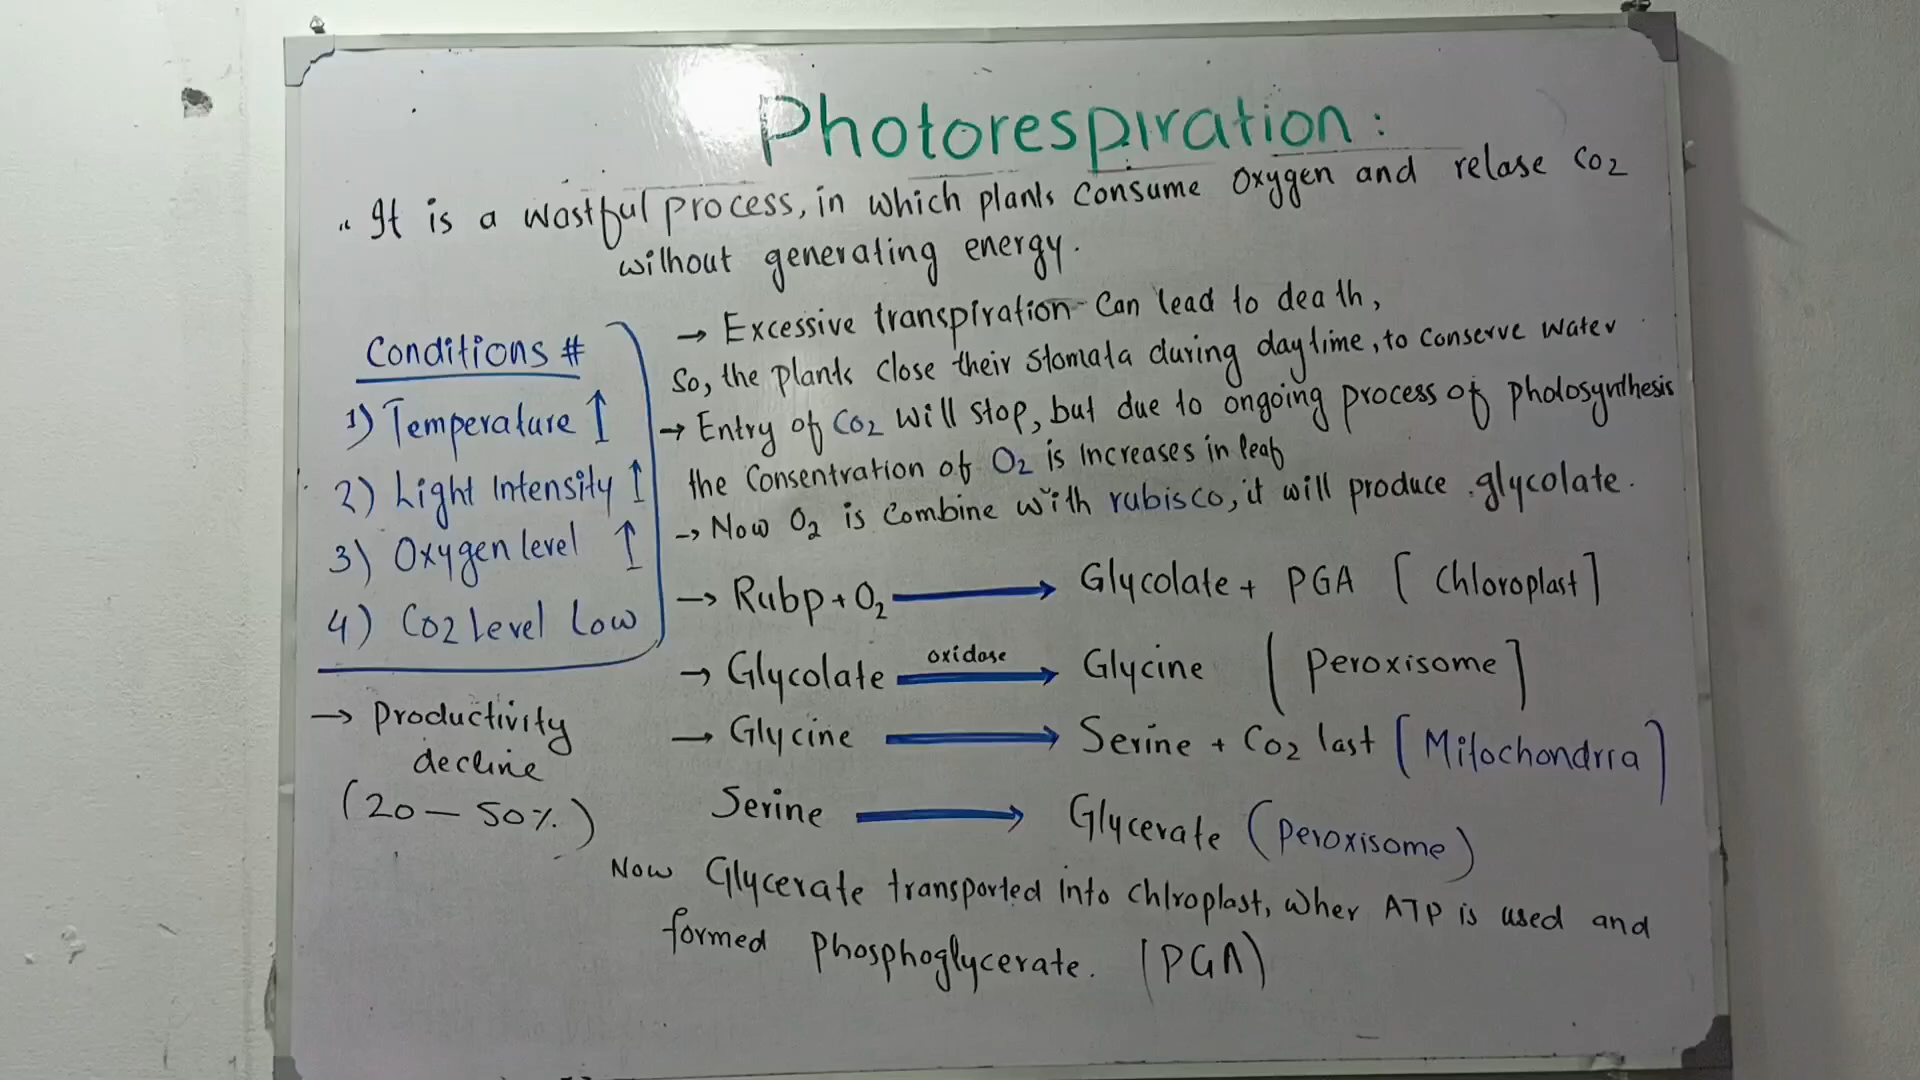 Photorespiration:
" It is a wastful process, in which plants consume Oxygen and relase CO2
without generating energy.
Conditions #
1) Temperature ↑
2) Light Intensity ↑
3) Oxygen level ↑
4) CO2 Level Low
→ Productivity
decline
(20 - 50%)
→ Excessive transpiration Can lead to death,
So, the plants close their stomata during daytime, to conserve water
→ Entry of CO2 will stop, but due to ongoing process of photosynthesis
the Consentration of O2 is Increases in leaf
→ Now O2 is Combine with rubisco, it will produce glycolate.
→ Rubp + O2 → Glycolate + PGA [Chloroplast]
→ Glycolate oxidase → Glycine [Peroxisome]
→ Glycine → Serine + CO2 last [Mitochondria]
Serine → Glycerate (Peroxisome)
Now Glycerate transported into chlroplast, wher ATP is used and
formed Phosphoglycerate. (PGA)